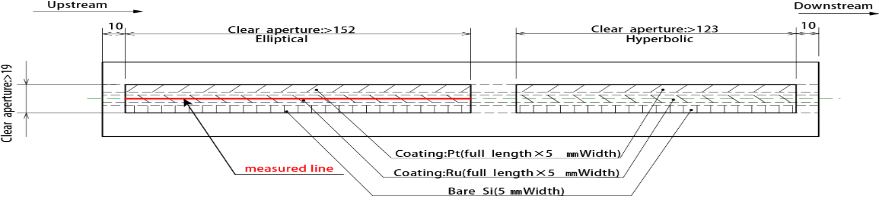 Upstream
Downstream
10
Clear aperture:>152
Elliptical
Clear aperture:>123
Hyperbolic
10
Clear aperture:>19
Coating:Pt(full length×5 mmWidth)
measured line
Coating:Ru(full length×5 mmWidth)
Bare Si(5 mmWidth)